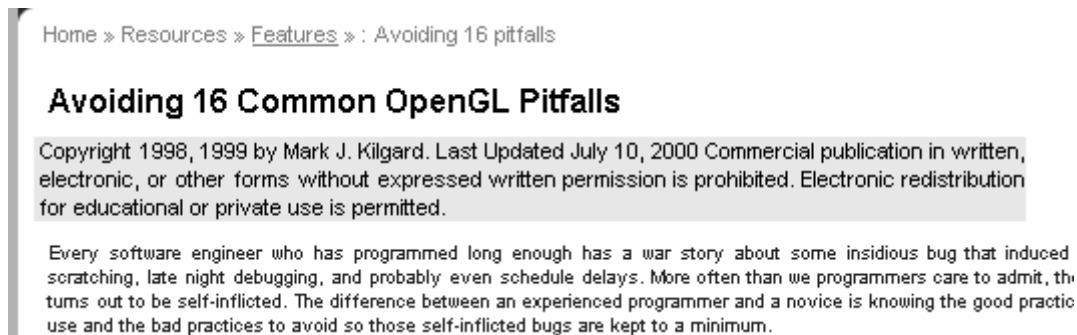 Home » Resources » Features » : Avoiding 16 pitfalls
Avoiding 16 Common OpenGL Pitfalls
Copyright 1998, 1999 by Mark J. Kilgard. Last Updated July 10, 2000 Commercial publication in written,
electronic, or other forms without expressed written permission is prohibited. Electronic redistribution
for educational or private use is permitted.
Every software engineer who has programmed long enough has a war story about some insidious bug that induced
scratching, late night debugging, and probably even schedule delays. More often than we programmers care to admit,
turns out to be self-inflicted. The difference between an experienced programmer and a novice is knowing the good
use and the bad practices to avoid so those self-inflicted bugs are kept to a minimum.